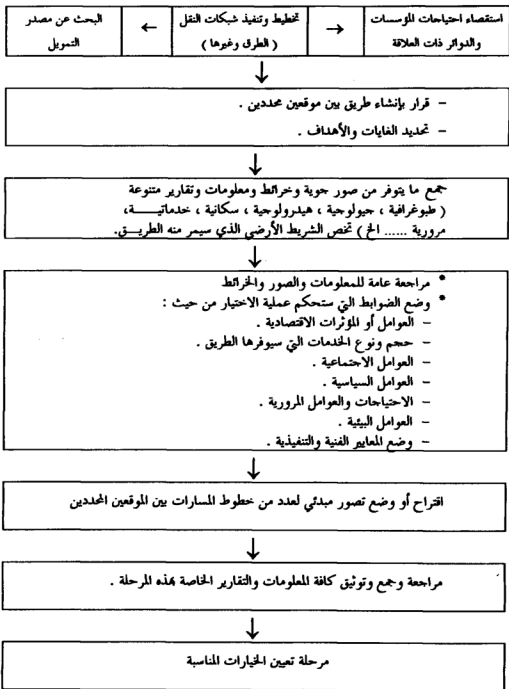 استقصاء احتياحات المؤسسات
والدوائر ذات العلاقة
→
تخطيط وتنفيذ شبكات النقل
( الطرق وغيرها )
←
البحث عن مصدر
التمويل
↓
– قرار بإنشاء طريق بين موقعين محددين .
– تحديد الغايات والأهداف .
↓
جمع ما يتوفر من صور جوية وخرائط ومعلومات وتقارير متنوعة
( طبوغرافية ، جيولوجية ، هيدرولوجية ، سكانية ، خدماتيـــــة،
مرورية ...... الخ ) تخص الشريط الأرضي الذي سيمر منه الطريـــق.
↓
• مراجعة عامة للمعلومات والصور والخرائط
• وضع الضوابط التي ستحكم عملية الاختيار من حيث :
– العوامل أو المؤثرات الاقتصادية .
– حجم ونوع الخدمات التي سيوفرها الطريق .
– العوامل الاجتماعية .
– العوامل السياسية .
– الاحتياجات والعوامل المرورية .
– العوامل البيئية .
– وضع المعايير الفنية والتنفيذية .
↓
اقتراح أو وضع تصور مبدئي لعدد من خطوط المسارات بين الموقعين المحددين
↓
مراجعة وجمع وتوثيق كافة المعلومات والتقارير الخاصة بهذه المرحلة .
↓
مرحلة تعيين الخيارات المناسبة